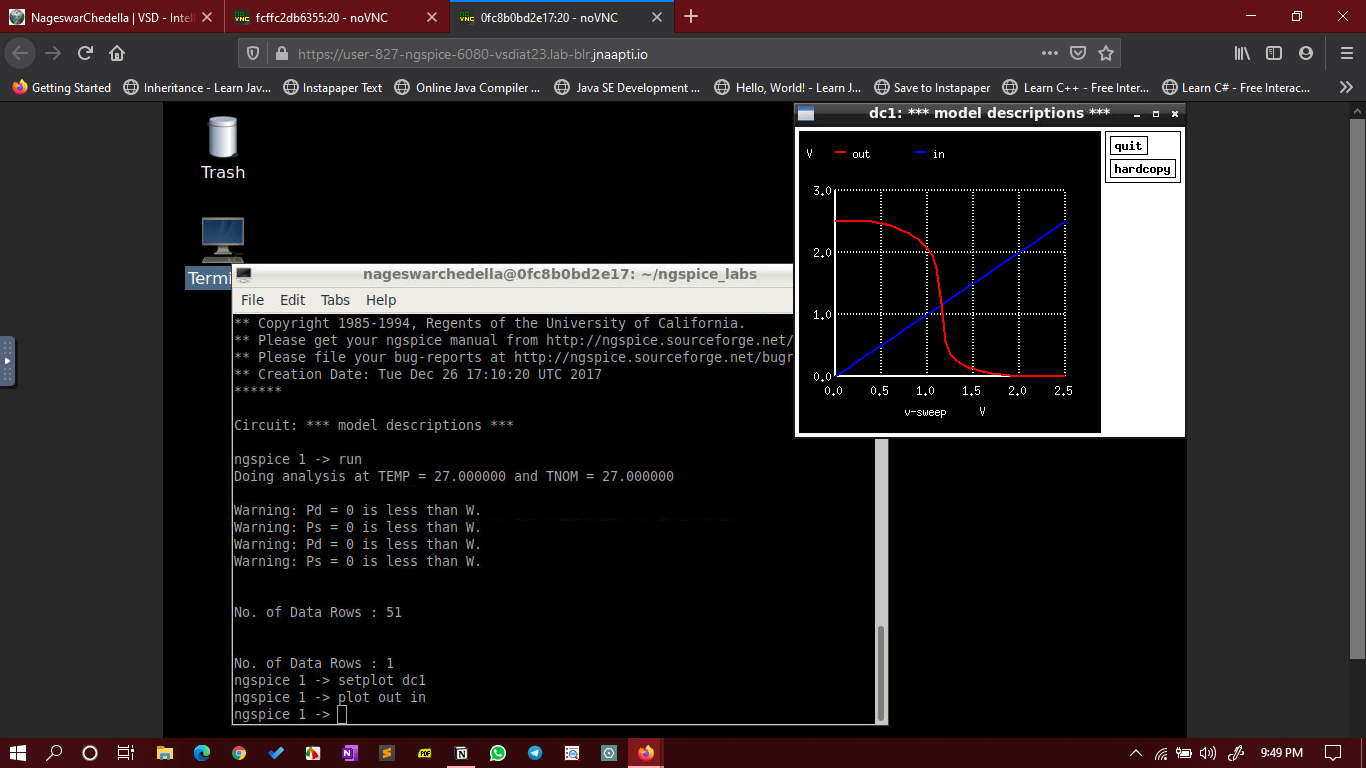 NageswarChedella | VSD - Intel
fcffc2db6355:20 - noVNC
0fc8b0bd2e17:20 - noVNC
https://user-827-ngspice-6080-vsdiat23.lab-blr.jnaapti.io
Getting Started
Inheritance - Learn Jav...
Instapaper Text
Online Java Compiler ...
Java SE Development ...
Hello, World! - Learn J...
Save to Instapaper
Learn C++ - Free Inter...
Learn C# - Free Interac...
Trash
Termi
dc1: *** model descriptions ***
quit
hardcopy
V out in
3.0
2.0
1.0
0.0
0.0 0.5 1.0 1.5 2.0 2.5
v-sweep V
nageswarchedella@0fc8b0bd2e17: ~/ngspice_labs
File Edit Tabs Help
** Copyright 1985-1994, Regents of the University of California.
** Please get your ngspice manual from http://ngspice.sourceforge.net/
** Please file your bug-reports at http://ngspice.sourceforge.net/bugr
** Creation Date: Tue Dec 26 17:10:20 UTC 2017
******
Circuit: *** model descriptions ***
ngspice 1 -> run
Doing analysis at TEMP = 27.000000 and TNOM = 27.000000
Warning: Pd = 0 is less than W.
Warning: Ps = 0 is less than W.
Warning: Pd = 0 is less than W.
Warning: Ps = 0 is less than W.
No. of Data Rows : 51
No. of Data Rows : 1
ngspice 1 -> setplot dc1
ngspice 1 -> plot out in
ngspice 1 ->
9:49 PM